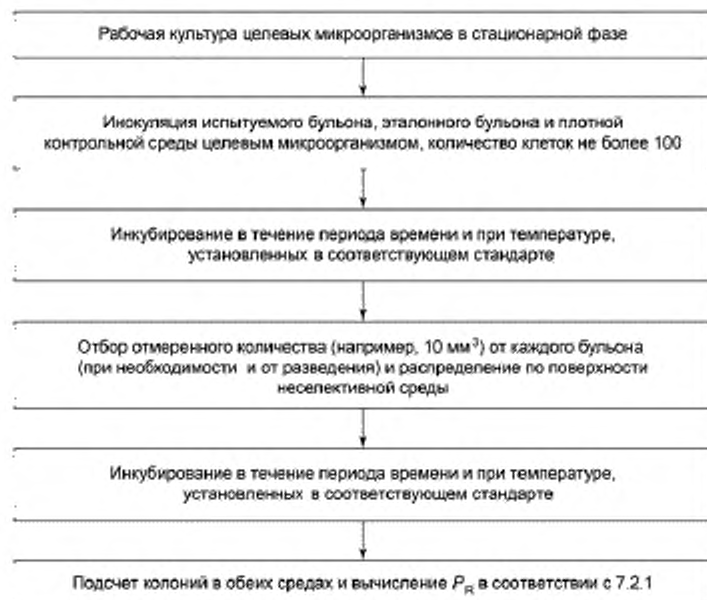 Рабочая культура целевых микроорганизмов в стационарной фазе
Инокуляция испытуемого бульона, эталонного бульона и плотной
контрольной среды целевым микроорганизмом, количество клеток не более 100
Инкубирование в течение периода времени и при температуре,
установленных в соответствующем стандарте
Отбор отмеренного количества (например, 10 мм³) от каждого бульона
(при необходимости и от разведения) и распределение по поверхности
неселективной среды
Инкубирование в течение периода времени и при температуре,
установленных в соответствующем стандарте
Подсчет колоний в обеих средах и вычисление P_R в соответствии с 7.2.1